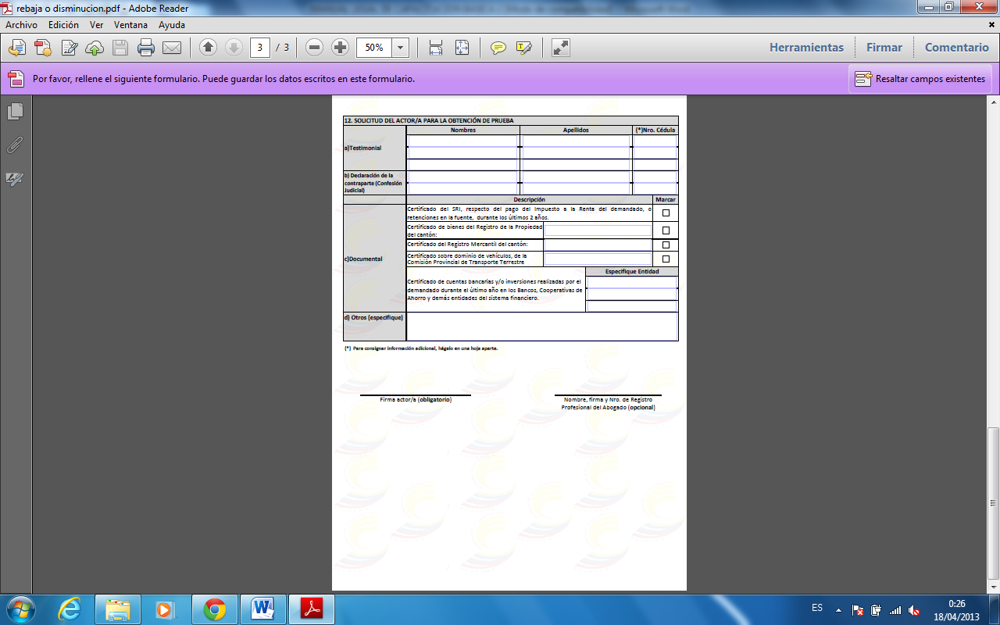 rebaja o disminucion.pdf - Adobe Reader
Archivo Edición Ver Ventana Ayuda
3 / 3 50% Herramientas Firmar Comentario
Por favor, rellene el siguiente formulario. Puede guardar los datos escritos en este formulario. Resaltar campos existentes
12. SOLICITUD DEL ACTOR/A PARA LA OBTENCIÓN DE PRUEBA
Nombres Apellidos (*)Nro. Cédula
a)Testimonial
b) Declaración de la
contraparte (Confesión
Judicial)
Descripción Marcar
Certificado del SRI, respecto del pago del Impuesto a la Renta del demandado, o
retenciones en la fuente, durante los últimos 2 años.
Certificado de bienes del Registro de la Propiedad
del cantón:
Certificado del Registro Mercantil del cantón:
c)Documental
Certificado sobre dominio de vehículos, de la
Comisión Provincial de Transporte Terrestre
Especifique Entidad
Certificado de cuentas bancarias y/o inversiones realizadas por el
demandado durante el último año en los Bancos, Cooperativas de
Ahorro y demás entidades del sistema financiero.
d) Otros (especifique)
(*) Para consignar información adicional, hágalo en una hoja aparte.
Firma actor/a (obligatorio)
Nombre, firma y Nro. de Registro
Profesional del Abogado (opcional)
ES
0:26
18/04/2013